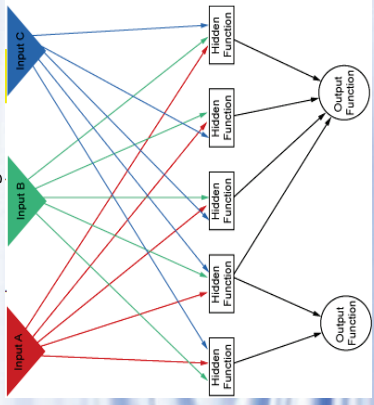 Input A
Input B
Input C
Hidden
Function
Hidden
Function
Hidden
Function
Hidden
Function
Hidden
Function
Output
Function
Output
Function